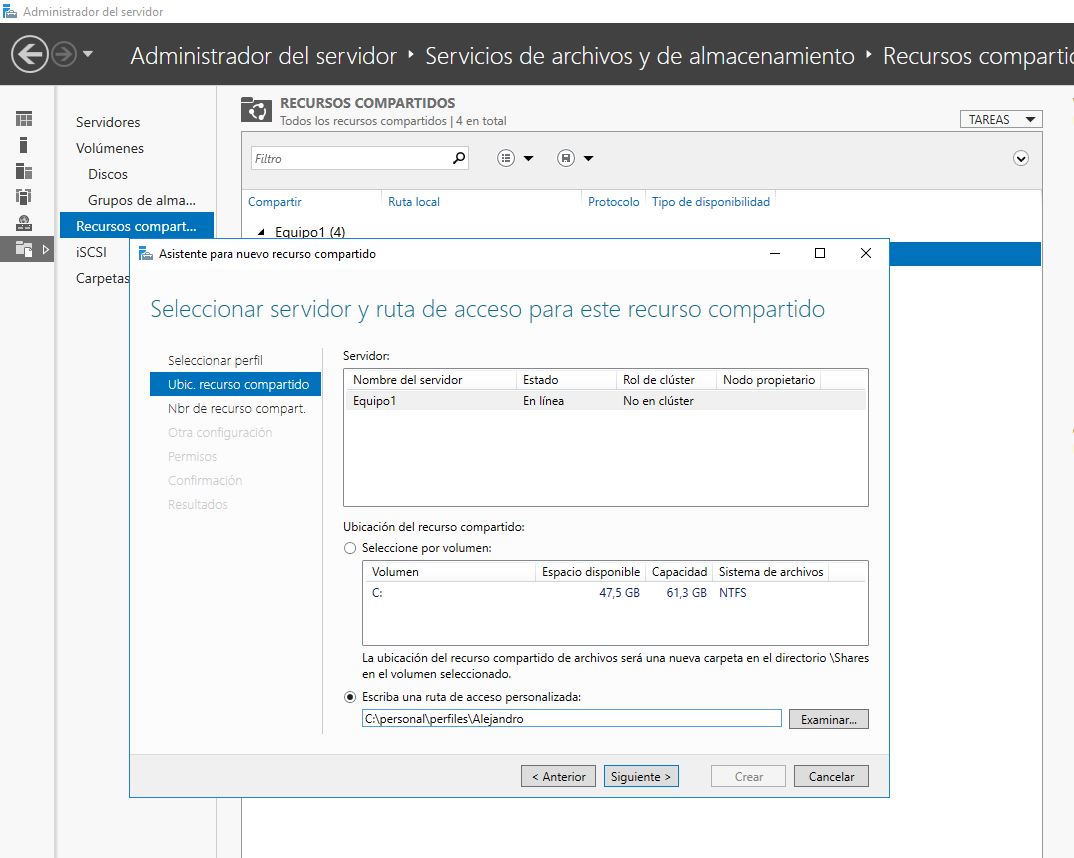 Administrador del servidor
Administrador del servidor ‣ Servicios de archivos y de almacenamiento ‣ Recursos compartic
Servidores
Volúmenes
Discos
Grupos de alma...
Recursos compart...
iSCSI
Carpetas
RECURSOS COMPARTIDOS
Todos los recursos compartidos | 4 en total
TAREAS
Filtro
Compartir Ruta local Protocolo Tipo de disponibilidad
Equipo1 (4)
Asistente para nuevo recurso compartido
Seleccionar servidor y ruta de acceso para este recurso compartido
Seleccionar perfil
Ubic. recurso compartido
Nbr de recurso compart.
Otra configuración
Permisos
Confirmación
Resultados
Servidor:
Nombre del servidor Estado Rol de clúster Nodo propietario
Equipo1 En línea No en clúster
Ubicación del recurso compartido:
Seleccione por volumen:
Volumen Espacio disponible Capacidad Sistema de archivos
C: 47,5 GB 61,3 GB NTFS
La ubicación del recurso compartido de archivos será una nueva carpeta en el directorio \Shares
en el volumen seleccionado.
Escriba una ruta de acceso personalizada:
C:\personal\perfiles\Alejandro
Examinar...
< Anterior Siguiente > Crear Cancelar